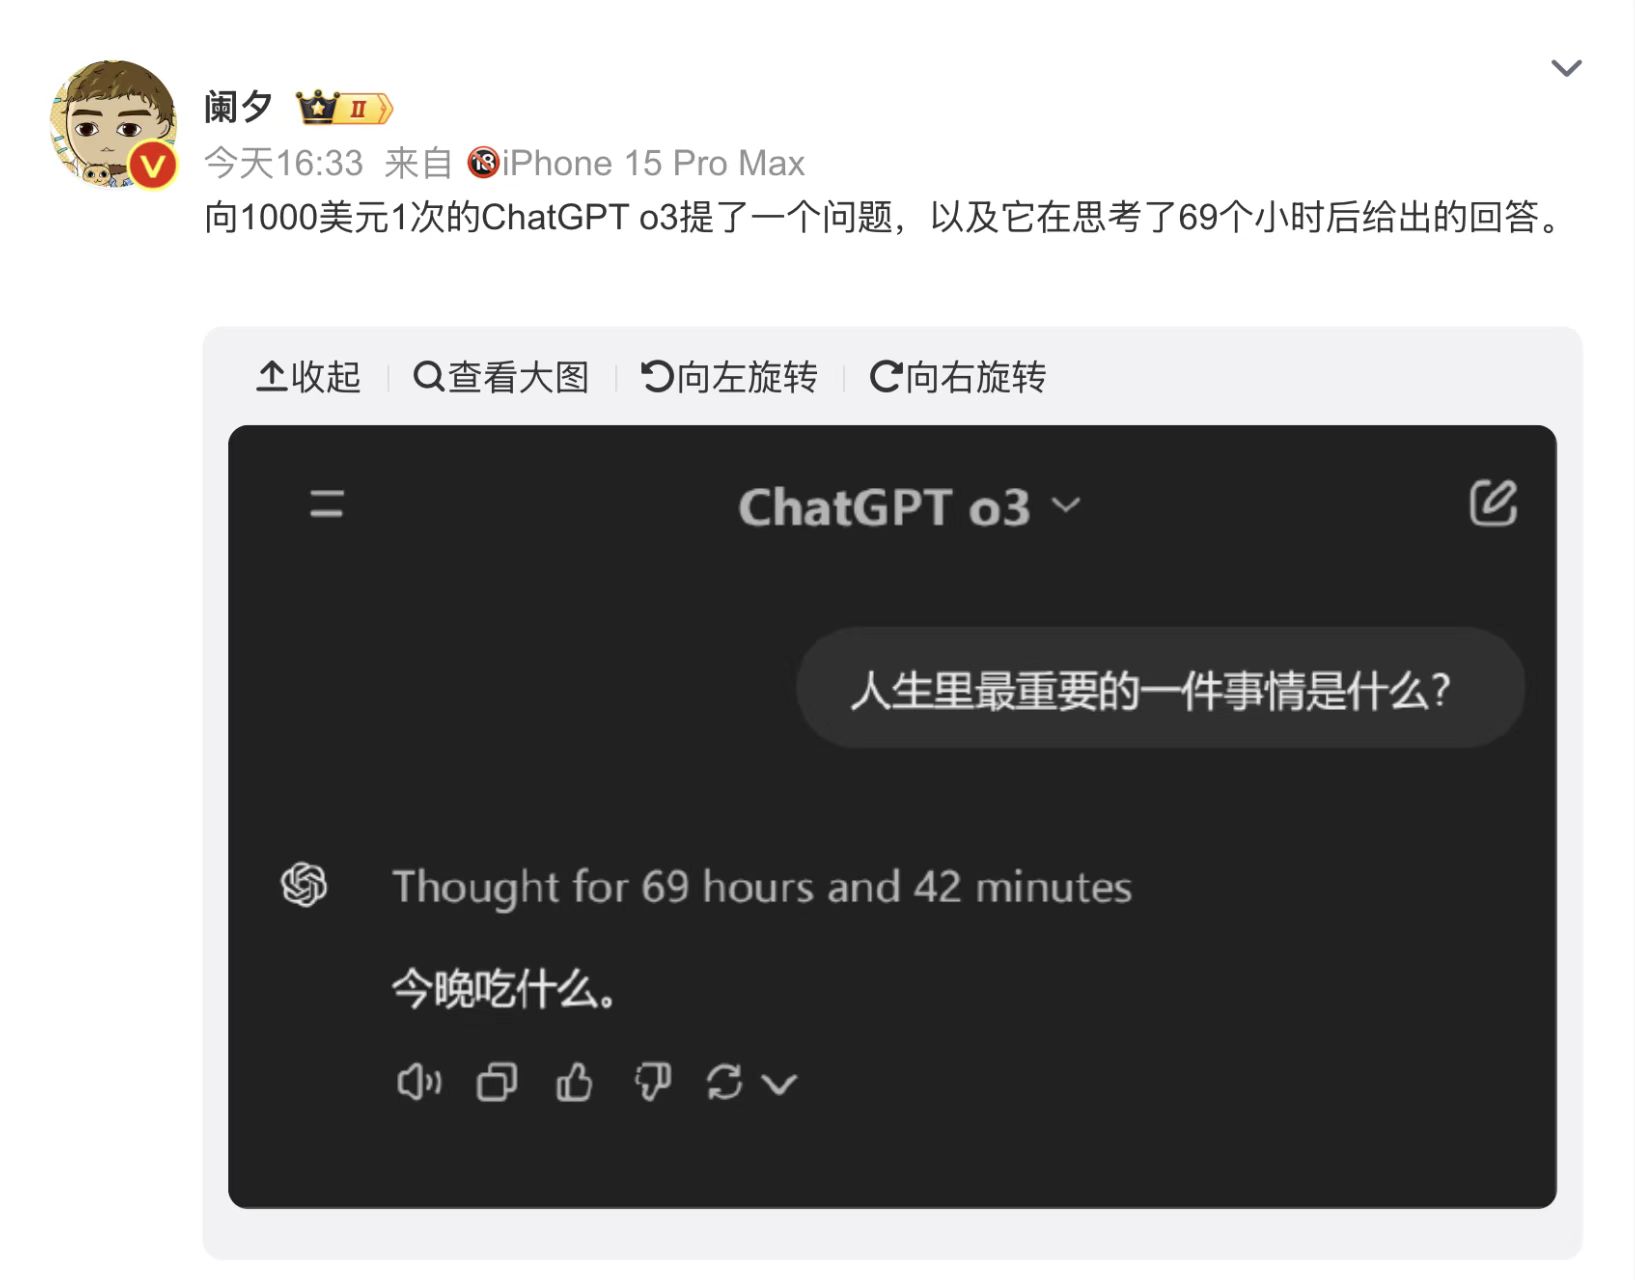 阑夕 II
今天16:33 来自 🔞iPhone 15 Pro Max
向1000美元1次的ChatGPT o3提了一个问题，以及它在思考了69个小时后给出的回答。
收起 查看大图 向左旋转 向右旋转
ChatGPT o3
人生里最重要的一件事情是什么?
Thought for 69 hours and 42 minutes
今晚吃什么。